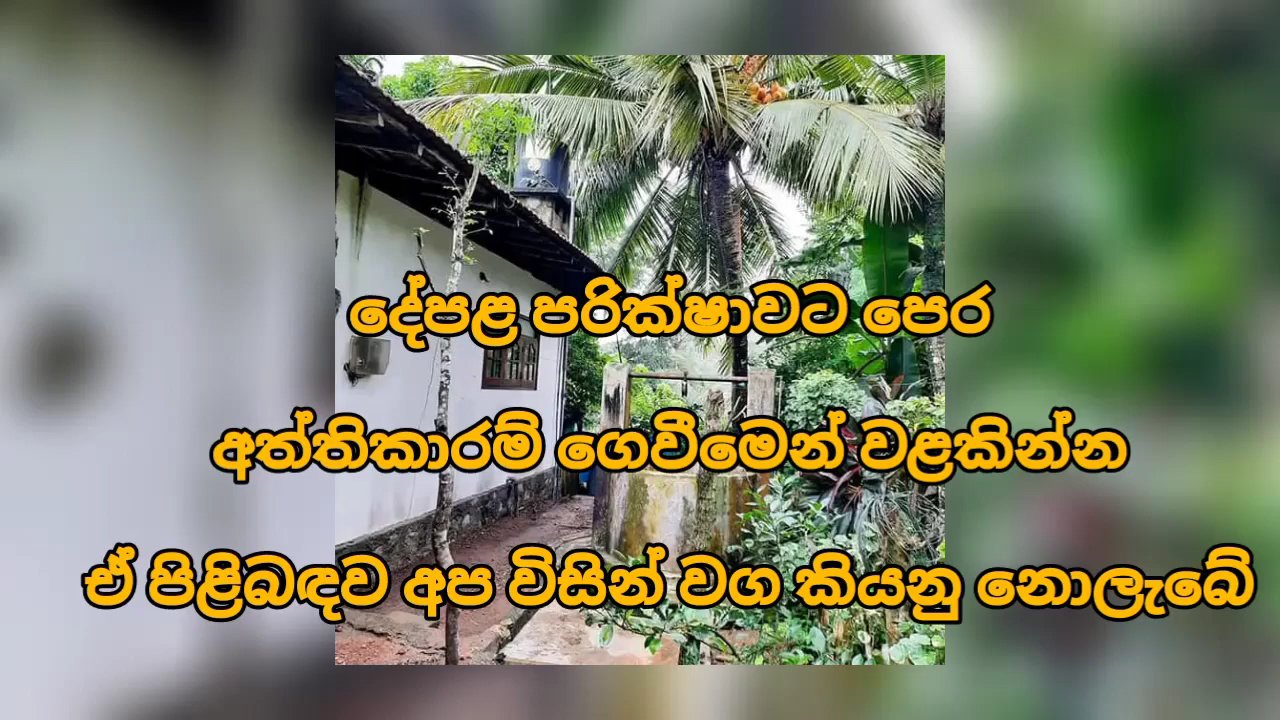 දේපළ පරික්ෂාවට පෙර
අත්තිකාරම් ගෙවීමෙන් වළකින්න
ඒ පිළිබඳව අප විසින් වග කියනු නොලැබේ